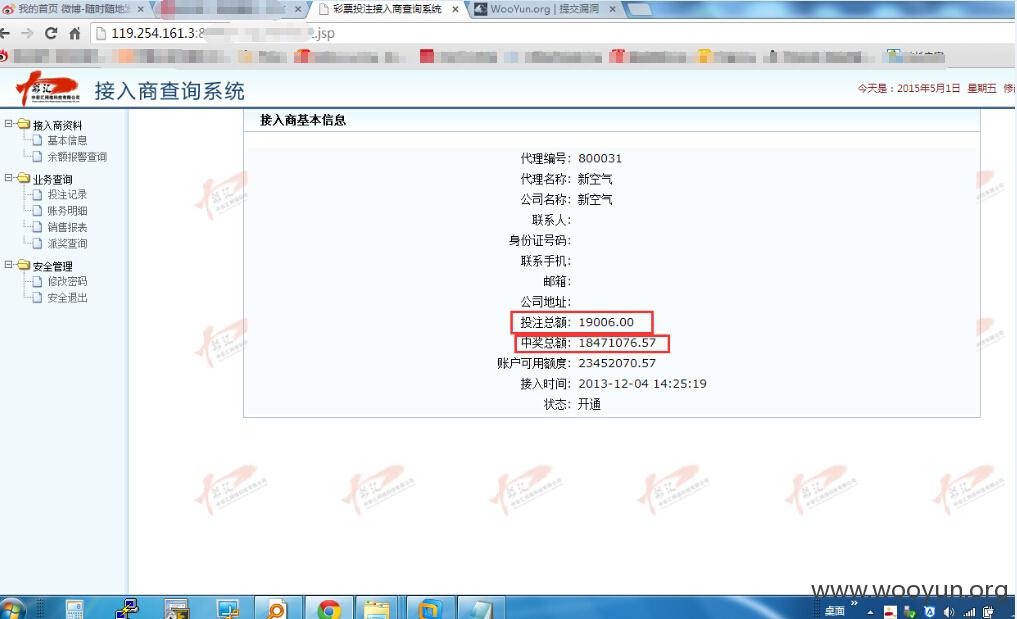 我的首页 微博-随时随地
彩票投注接入商查询系统
WooYun.org | 提交漏洞
119.254.161.3:8
.jsp
接入商查询系统
今天是：2015年5月1日 星期五
接入商资料
基本信息
余额报警查询
业务查询
投注记录
账务明细
销售报表
派奖查询
安全管理
修改密码
安全退出
接入商基本信息
代理编号： 800031
代理名称： 新空气
公司名称： 新空气
联系人：
身份证号码：
联系手机：
邮箱：
公司地址：
投注总额： 19006.00
中奖总额： 18471076.57
账户可用额度： 23452070.57
接入时间： 2013-12-04 14:25:19
状态： 开通
www.wooyun.org
桌面